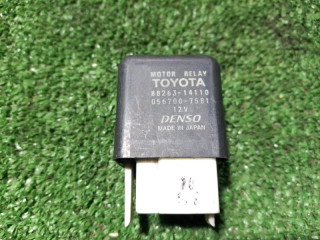 MOTOR RELAY
TOYOTA
88263-14110
056700-7551
12V
DENSO
MADE IN JAPAN